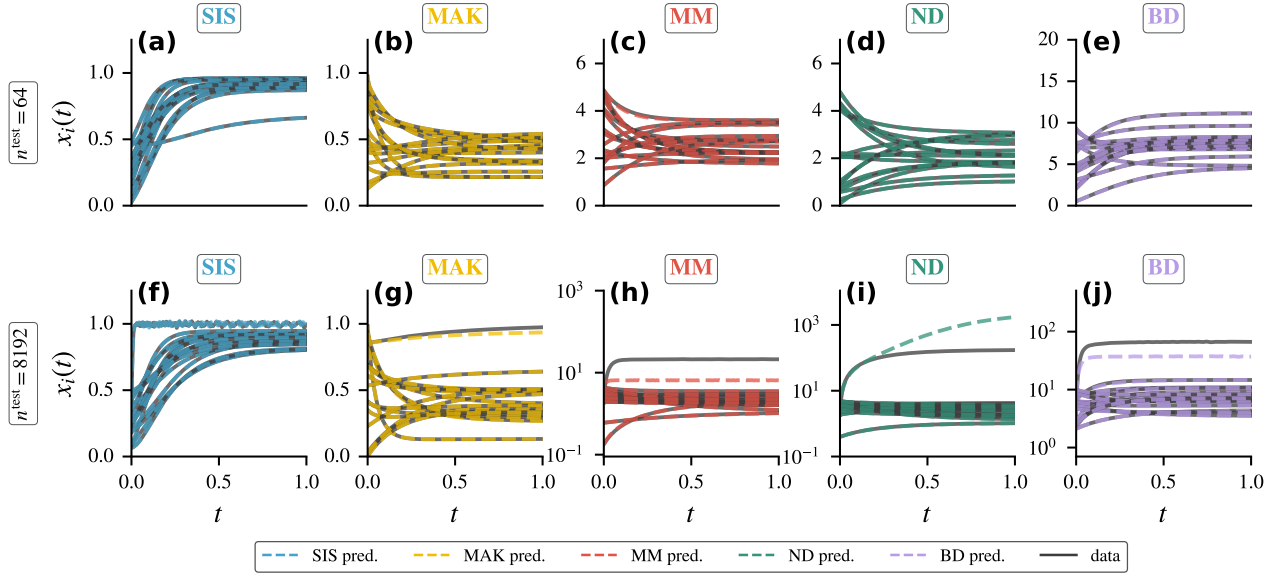 SIS MAK MM ND BD
(a) (b) (c) (d) (e)
n^test = 64
x_i(t)
1.0 0.5 0.0
1.0 0.5 0.0
6 4 2 0
6 4 2 0
20 15 10 5 0
SIS MAK MM ND BD
(f) (g) (h) (i) (j)
n^test = 8192
x_i(t)
1.0 0.5 0.0
1.0 0.5 0.0
10^3 10^1 10^−1
10^3 10^1 10^−1
10^2 10^1 10^0
0.0 0.5 1.0 0.0 0.5 1.0 0.0 0.5 1.0 0.0 0.5 1.0 0.0 0.5 1.0
t t t t t
SIS pred. MAK pred. MM pred. ND pred. BD pred. data